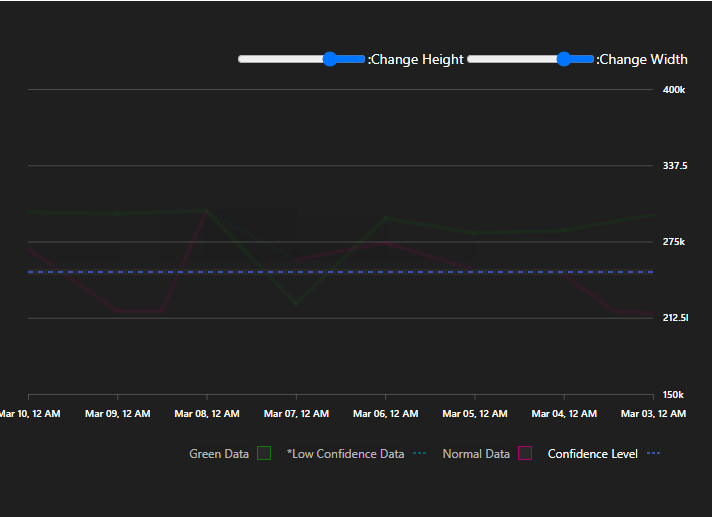 :Change Height :Change Width
400k
337.5
275k
212.5l
150k
Mar 10, 12 AM Mar 09, 12 AM Mar 08, 12 AM Mar 07, 12 AM Mar 06, 12 AM Mar 05, 12 AM Mar 04, 12 AM Mar 03, 12 AM
Green Data *Low Confidence Data Normal Data Confidence Level